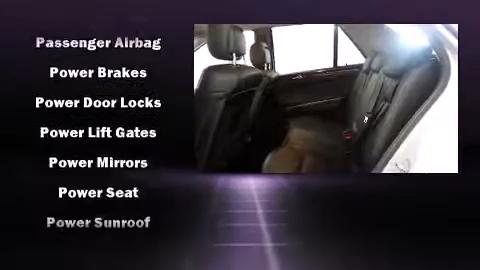 Passenger Airbag
Power Brakes
Power Door Locks
Power Lift Gates
Power Mirrors
Power Seat
Power Sunroof